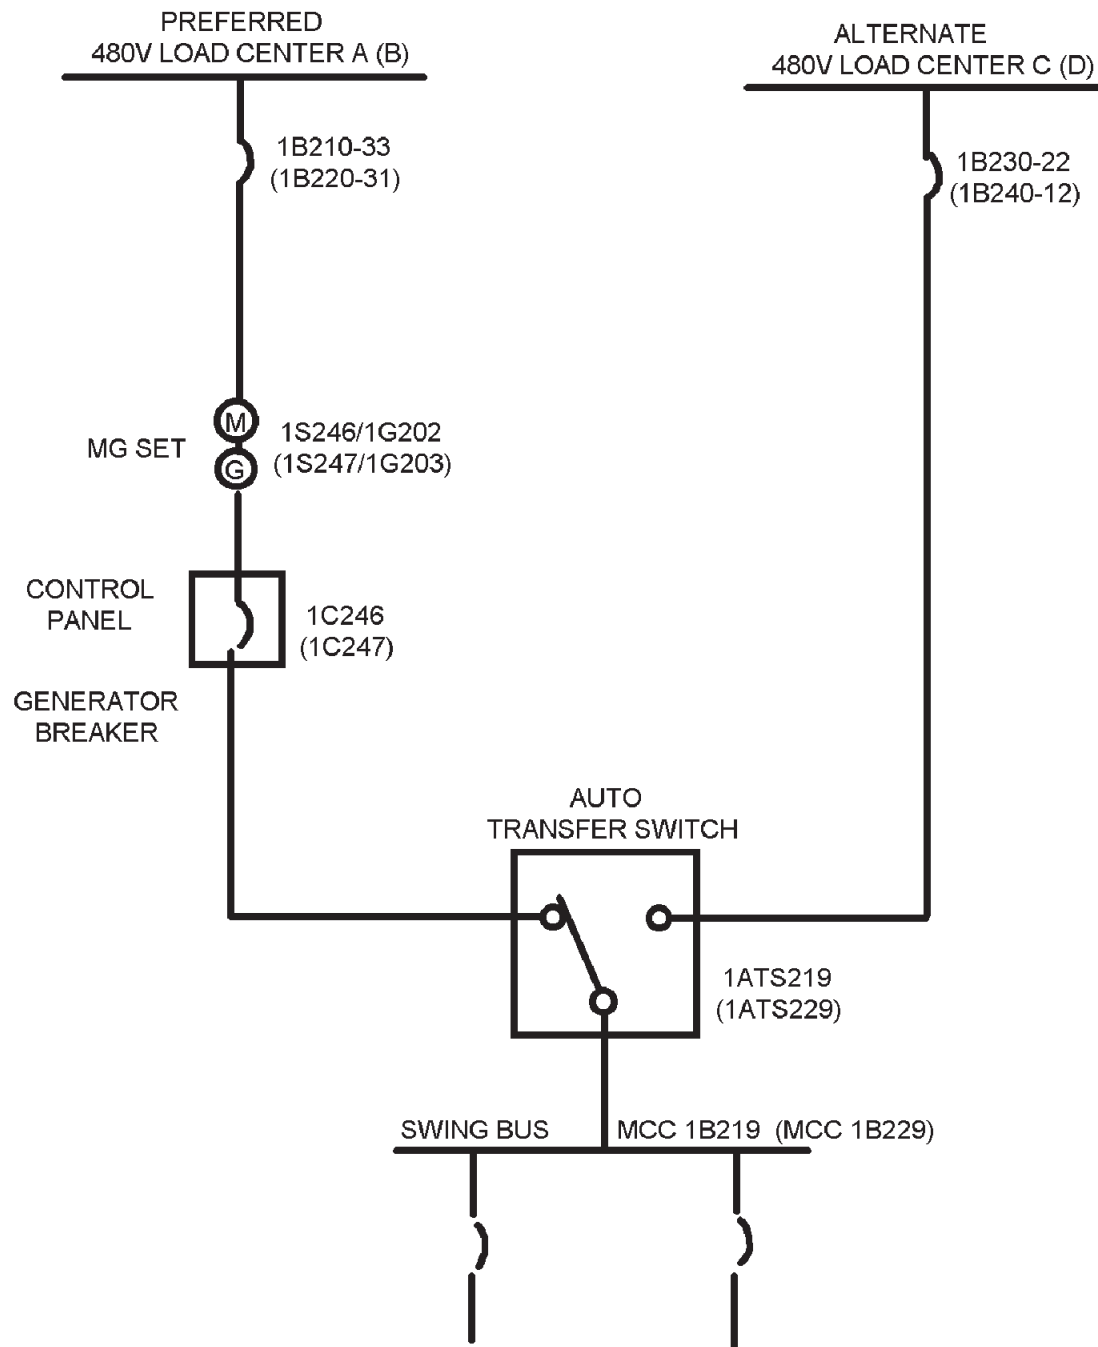 PREFERRED
480V LOAD CENTER A (B)
ALTERNATE
480V LOAD CENTER C (D)
1B210-33
(1B220-31)
1B230-22
(1B240-12)
M
G
MG SET
1S246/1G202
(1S247/1G203)
CONTROL
PANEL
1C246
(1C247)
GENERATOR
BREAKER
AUTO
TRANSFER SWITCH
1ATS219
(1ATS229)
SWING BUS
MCC 1B219 (MCC 1B229)